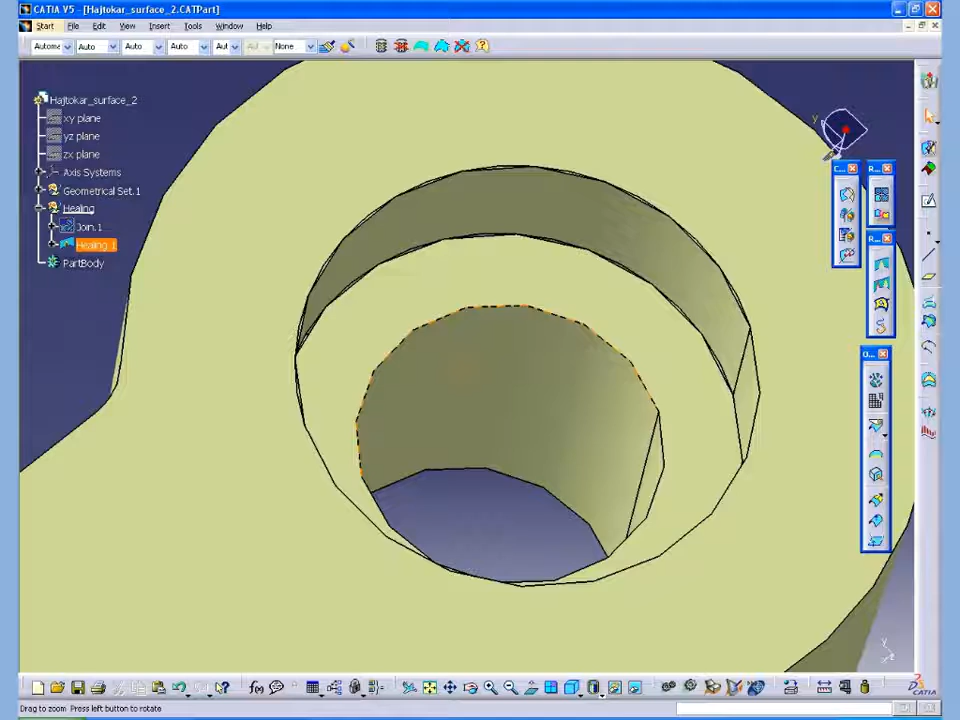 CATIA V5 - [Hajtokar_surface_2.CATPart]
Start File Edit View Insert Tools Window Help
Automa Auto Auto Auto Aut None
Hajtokar_surface_2
xy plane
yz plane
zx plane
Axis Systems
Geometrical Set.1
Healing
Join.1
Healing.1
PartBody
y
C... R...
R...
O...
f(x)
Drag to zoom Press left button to rotate